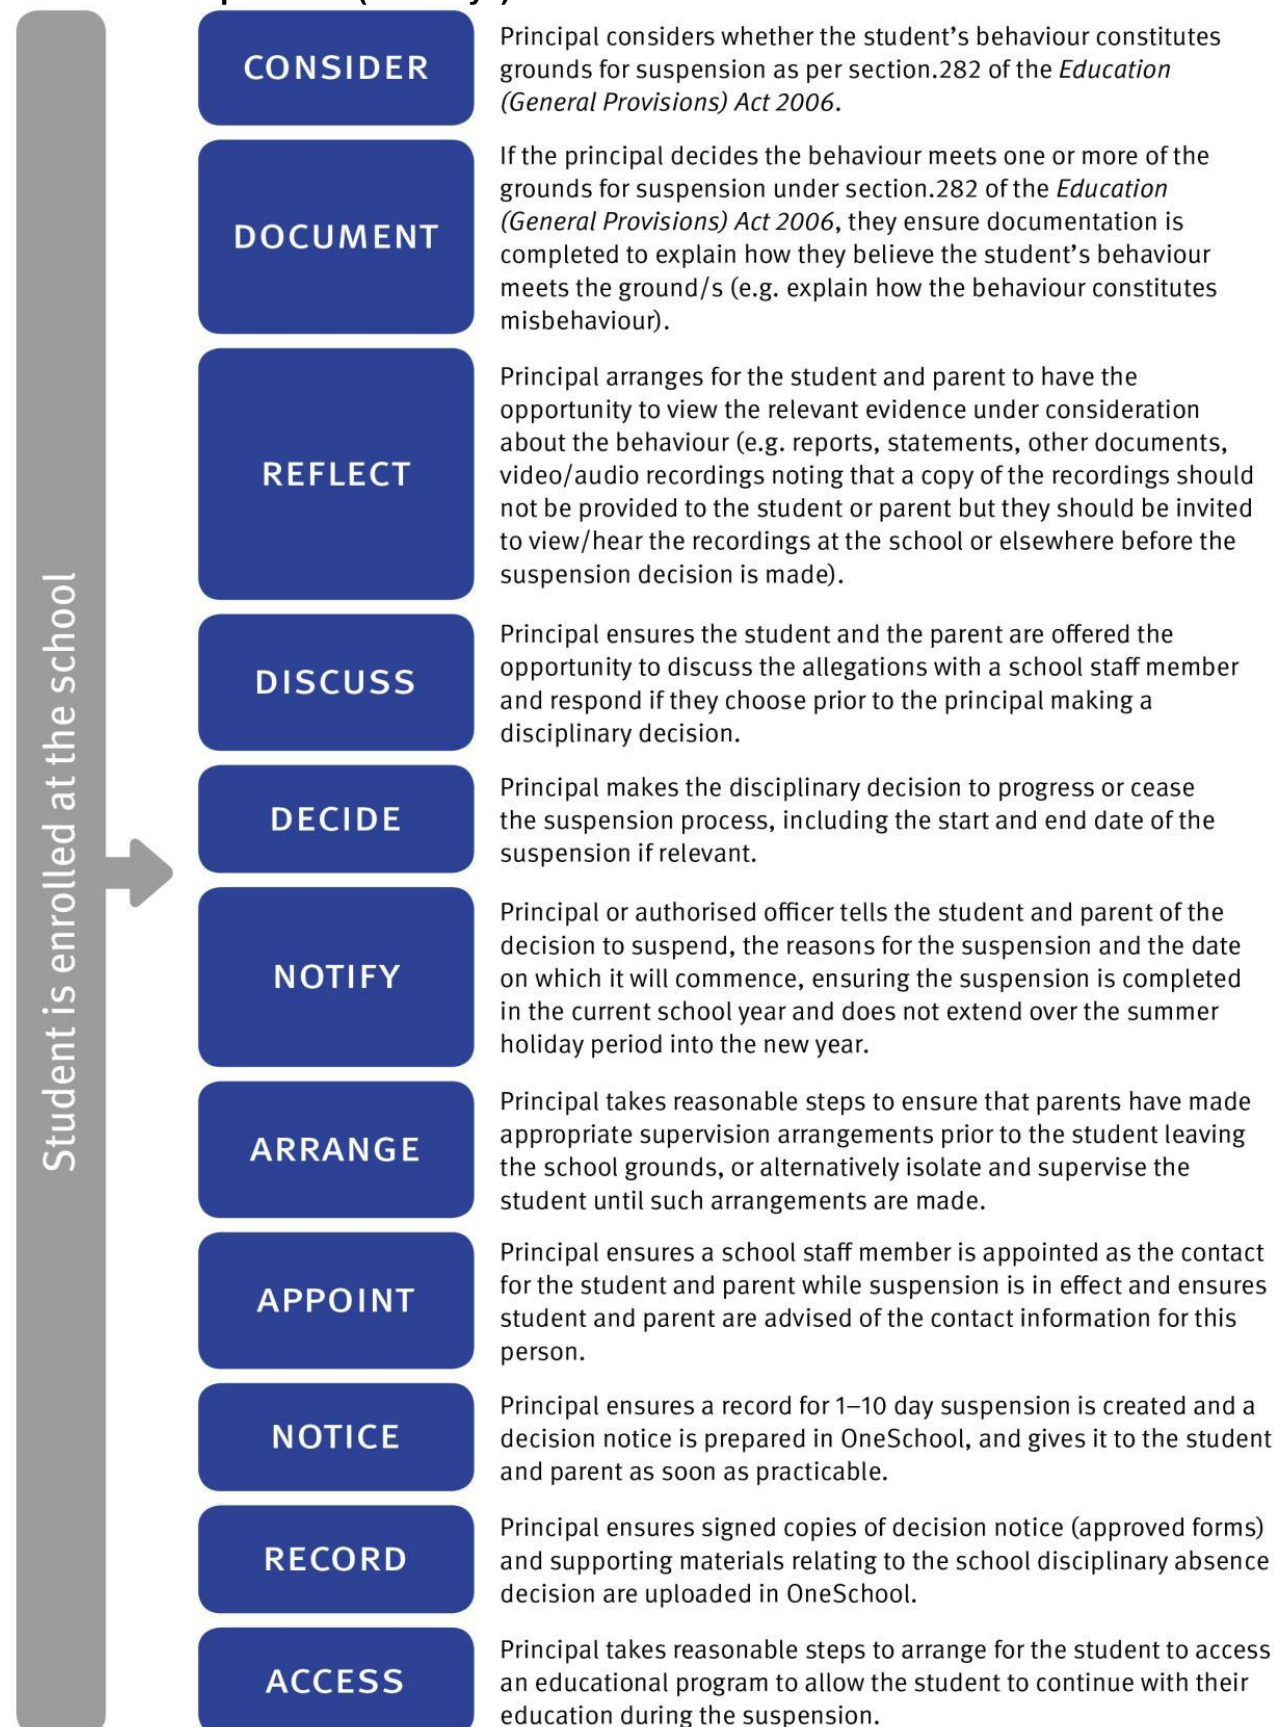 CONSIDER
Principal considers whether the student’s behaviour constitutes
grounds for suspension as per section.282 of the Education
(General Provisions) Act 2006.
DOCUMENT
If the principal decides the behaviour meets one or more of the
grounds for suspension under section.282 of the Education
(General Provisions) Act 2006, they ensure documentation is
completed to explain how they believe the student’s behaviour
meets the ground/s (e.g. explain how the behaviour constitutes
misbehaviour).
REFLECT
Principal arranges for the student and parent to have the
opportunity to view the relevant evidence under consideration
about the behaviour (e.g. reports, statements, other documents,
video/audio recordings noting that a copy of the recordings should
not be provided to the student or parent but they should be invited
to view/hear the recordings at the school or elsewhere before the
suspension decision is made).
DISCUSS
Principal ensures the student and the parent are offered the
opportunity to discuss the allegations with a school staff member
and respond if they choose prior to the principal making a
disciplinary decision.
Student is enrolled at the school
DECIDE
Principal makes the disciplinary decision to progress or cease
the suspension process, including the start and end date of the
suspension if relevant.
NOTIFY
Principal or authorised officer tells the student and parent of the
decision to suspend, the reasons for the suspension and the date
on which it will commence, ensuring the suspension is completed
in the current school year and does not extend over the summer
holiday period into the new year.
ARRANGE
Principal takes reasonable steps to ensure that parents have made
appropriate supervision arrangements prior to the student leaving
the school grounds, or alternatively isolate and supervise the
student until such arrangements are made.
APPOINT
Principal ensures a school staff member is appointed as the contact
for the student and parent while suspension is in effect and ensures
student and parent are advised of the contact information for this
person.
NOTICE
Principal ensures a record for 1–10 day suspension is created and a
decision notice is prepared in OneSchool, and gives it to the student
and parent as soon as practicable.
RECORD
Principal ensures signed copies of decision notice (approved forms)
and supporting materials relating to the school disciplinary absence
decision are uploaded in OneSchool.
ACCESS
Principal takes reasonable steps to arrange for the student to access
an educational program to allow the student to continue with their
education during the suspension.